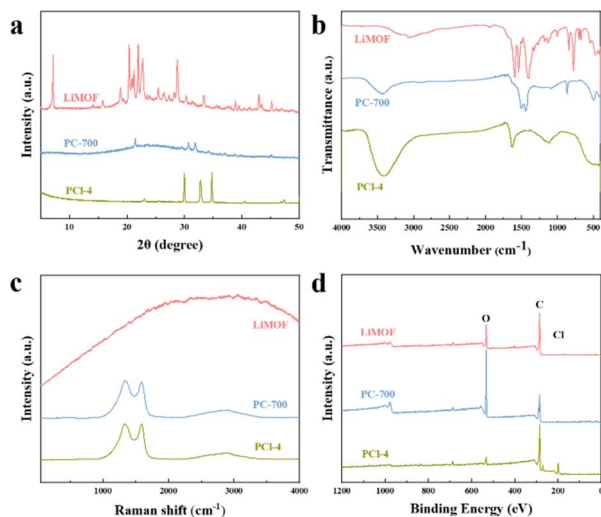 a
Intensity (a.u.)
LiMOF
PC-700
PCl-4
10 20 30 40 50
2θ (degree)
b
Transmittance (a.u.)
LiMOF
PC-700
PCl-4
4000 3500 3000 2500 2000 1500 1000 500
Wavenumber (cm⁻¹)
c
Intensity (a.u.)
LiMOF
PC-700
PCl-4
1000 2000 3000 4000
Raman shift (cm⁻¹)
d
Intensity (a.u.)
O C Cl
LiMOF
PC-700
PCl-4
1200 1000 800 600 400 200 0
Binding Energy (eV)